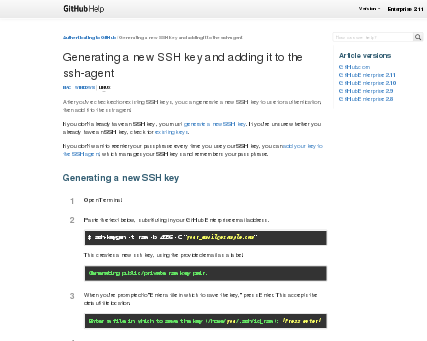 GitHub Help
Version
Enterprise 2.11
Authenticating to GitHub / Generating a new SSH key and adding it to the ssh-agent
Generating a new SSH key and adding it to the
ssh-agent
MAC WINDOWS LINUX
After you've checked for existing SSH keys, you can generate a new SSH key to use for authentication,
then add it to the ssh-agent.
If you don't already have an SSH key, you must generate a new SSH key. If you're unsure whether you
already have an SSH key, check for existing keys.
If you don't want to reenter your passphrase every time you use your SSH key, you can add your key to
the SSH agent, which manages your SSH keys and remembers your passphrase.
Article versions
GitHub.com
GitHub Enterprise 2.11
GitHub Enterprise 2.10
GitHub Enterprise 2.9
GitHub Enterprise 2.8
Generating a new SSH key
1 Open Terminal.
2 Paste the text below, substituting in your GitHub Enterprise email address.
$ ssh-keygen -t rsa -b 4096 -C "your_email@example.com"
This creates a new ssh key, using the provided email as a label.
Generating public/private rsa key pair.
3 When you're prompted to "Enter a file in which to save the key," press Enter. This accepts the
default file location.
Enter a file in which to save the key (/home/you/.ssh/id_rsa): [Press enter]